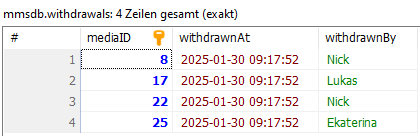 mmsdb.withdrawals: 4 Zeilen gesamt (exakt)
# mediaID withdrawnAt withdrawnBy
1 8 2025-01-30 09:17:52 Nick
2 17 2025-01-30 09:17:52 Lukas
3 22 2025-01-30 09:17:52 Nick
4 25 2025-01-30 09:17:52 Ekaterina